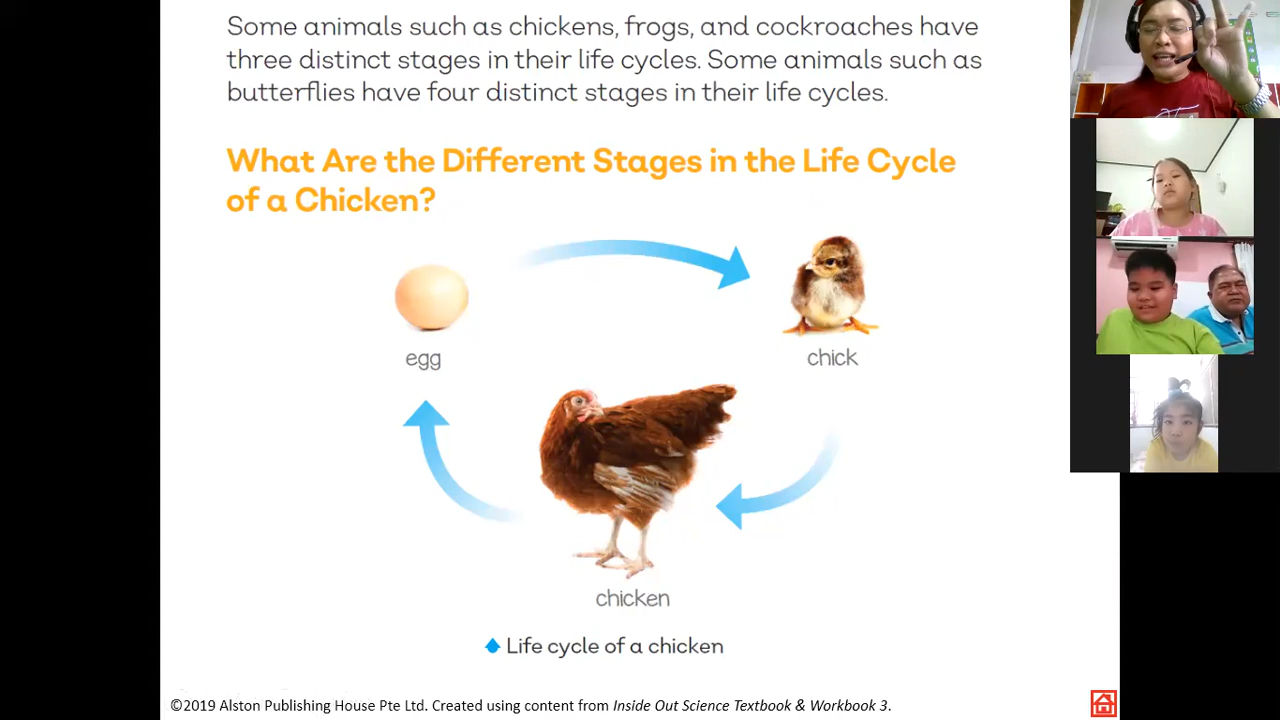 Some animals such as chickens, frogs, and cockroaches have
three distinct stages in their life cycles. Some animals such as
butterflies have four distinct stages in their life cycles.
What Are the Different Stages in the Life Cycle
of a Chicken?
egg
chick
chicken
Life cycle of a chicken
©2019 Alston Publishing House Pte Ltd. Created using content from Inside Out Science Textbook & Workbook 3.